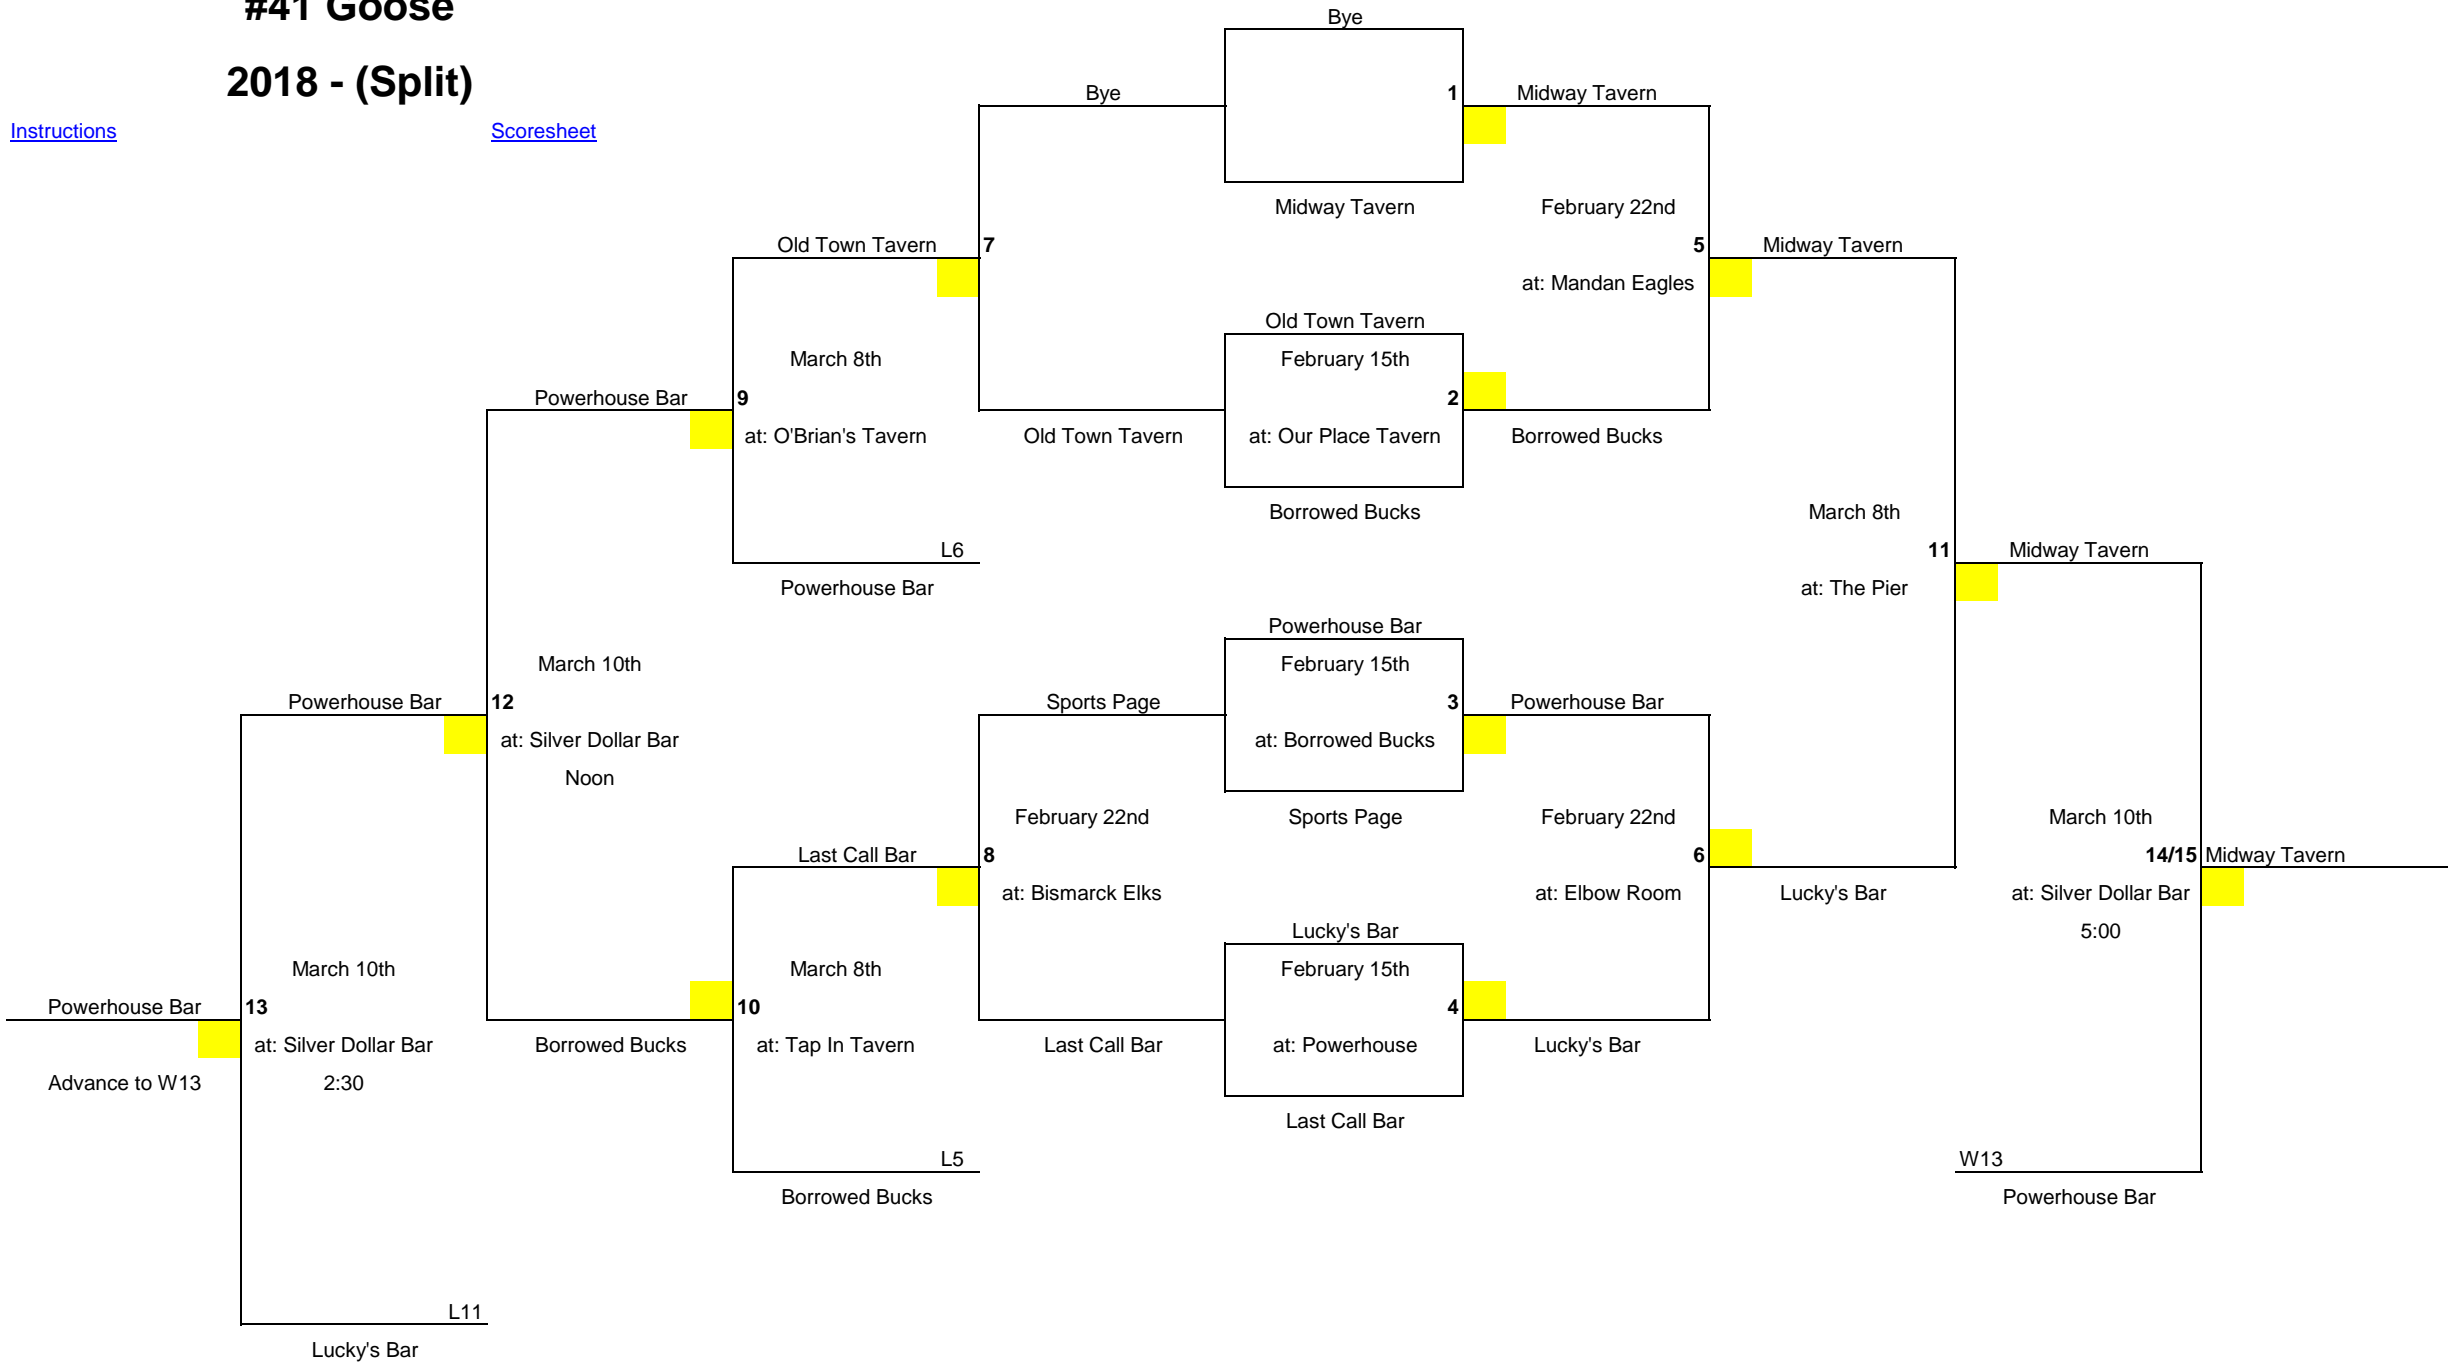 #41 Goose
Bye
2018 - (Split)
Bye
1
Midway Tavern
Instructions
Scoresheet
Midway Tavern
February 22nd
Old Town Tavern
7
5
Midway Tavern
at: Mandan Eagles
Old Town Tavern
March 8th
February 15th
Powerhouse Bar
9
2
at: O'Brian's Tavern
Old Town Tavern
at: Our Place Tavern
Borrowed Bucks
Borrowed Bucks
March 8th
L6
11
Midway Tavern
Powerhouse Bar
at: The Pier
Powerhouse Bar
March 10th
February 15th
Powerhouse Bar
12
Sports Page
3
Powerhouse Bar
at: Silver Dollar Bar
at: Borrowed Bucks
Noon
February 22nd
Sports Page
February 22nd
March 10th
Last Call Bar
8
6
14/15
Midway Tavern
at: Bismarck Elks
at: Elbow Room
Lucky's Bar
at: Silver Dollar Bar
Lucky's Bar
5:00
March 10th
March 8th
February 15th
Powerhouse Bar
13
10
4
at: Silver Dollar Bar
Borrowed Bucks
at: Tap In Tavern
Last Call Bar
at: Powerhouse
Lucky's Bar
Advance to W13
2:30
Last Call Bar
L5
W13
Borrowed Bucks
Powerhouse Bar
L11
Lucky's Bar